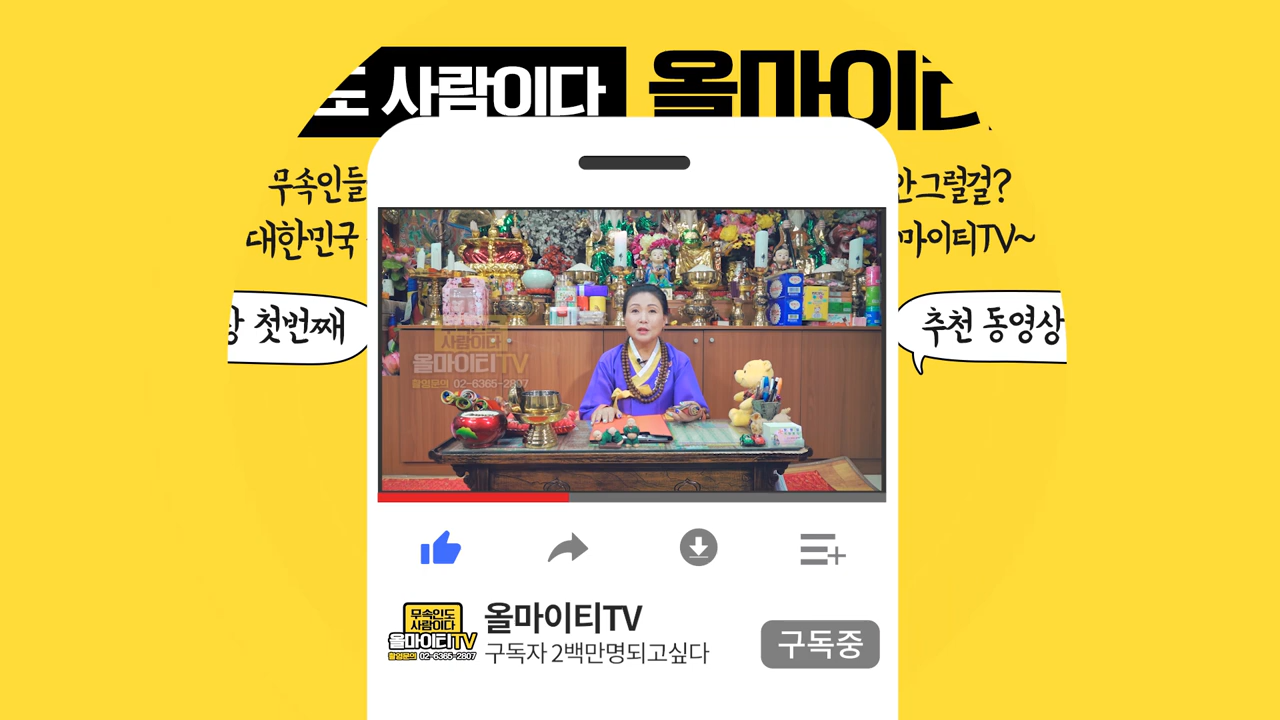 도 사람이다 올마이
무속인들 안 그럴걸?
대한민국 마이티TV~
첫번째 추천 동영상
사람이다
올마이티TV
촬영문의 02-6365-2807
무속인도
사람이다
올마이티TV
촬영문의 02-6365-2807
올마이티TV
구독자 2백만명되고싶다
구독중